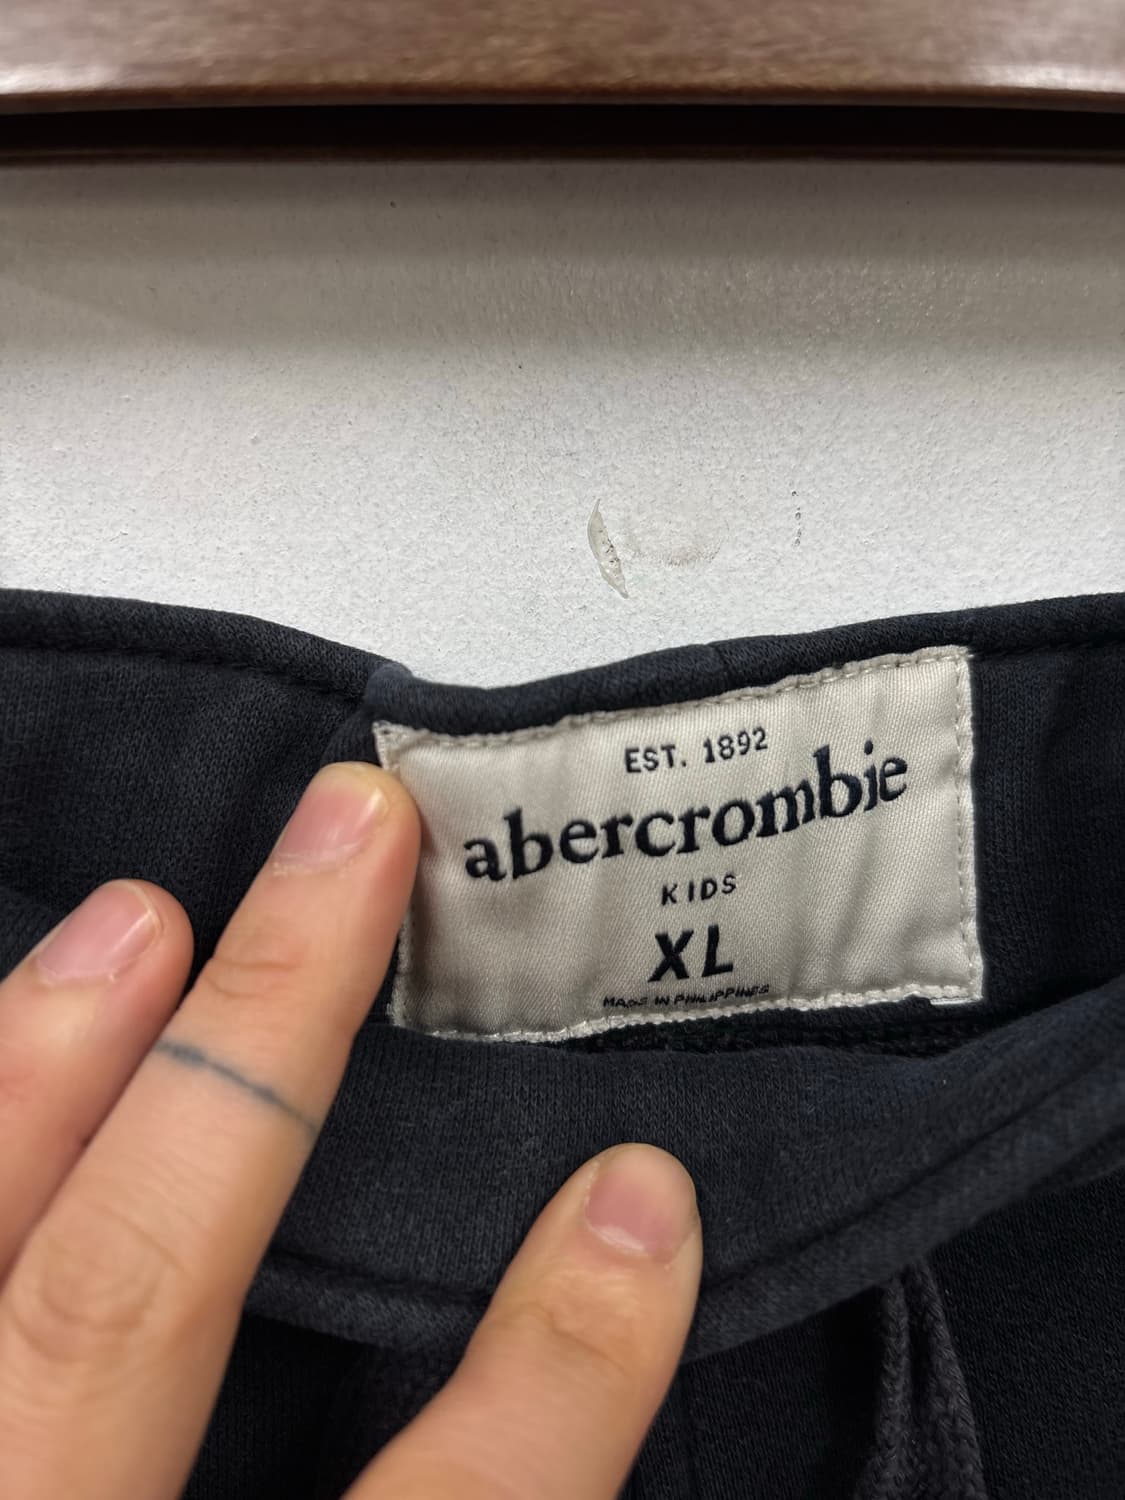 EST. 1892
abercrombie
KIDS
XL
MADE IN PHILIPPINES